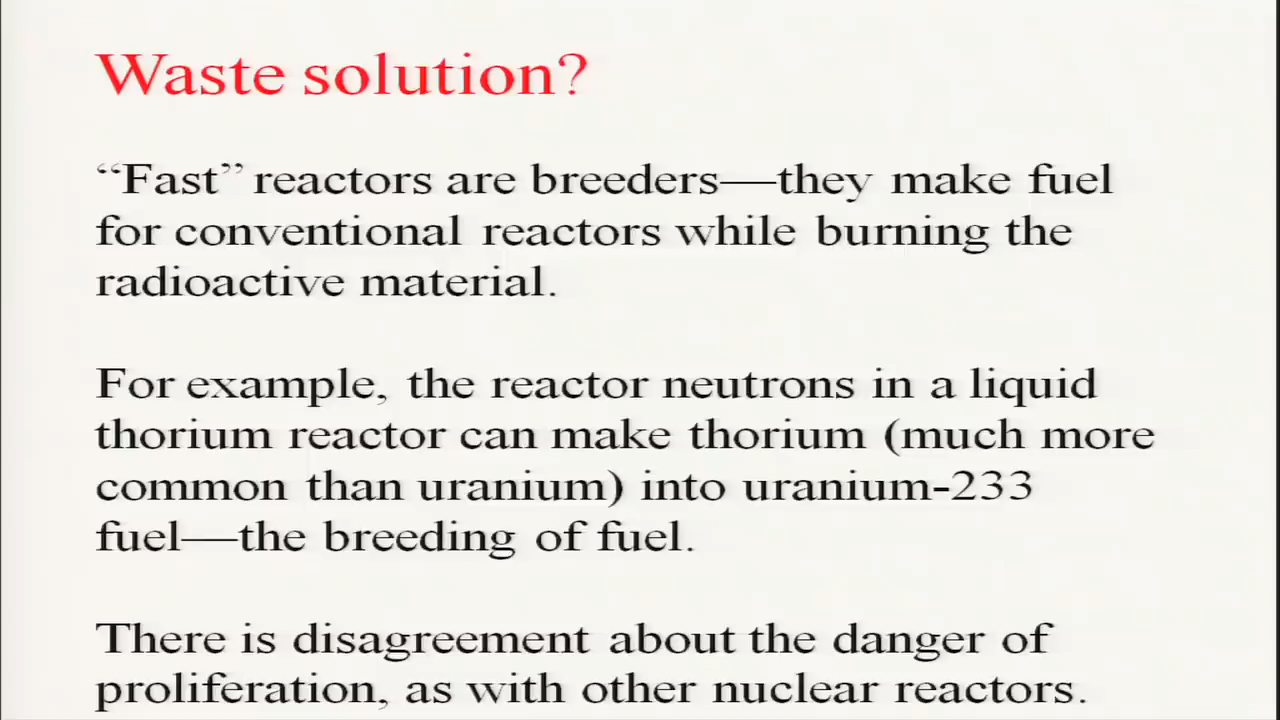 Waste solution?
“Fast” reactors are breeders—they make fuel
for conventional reactors while burning the
radioactive material.
For example, the reactor neutrons in a liquid
thorium reactor can make thorium (much more
common than uranium) into uranium-233
fuel—the breeding of fuel.
There is disagreement about the danger of
proliferation, as with other nuclear reactors.